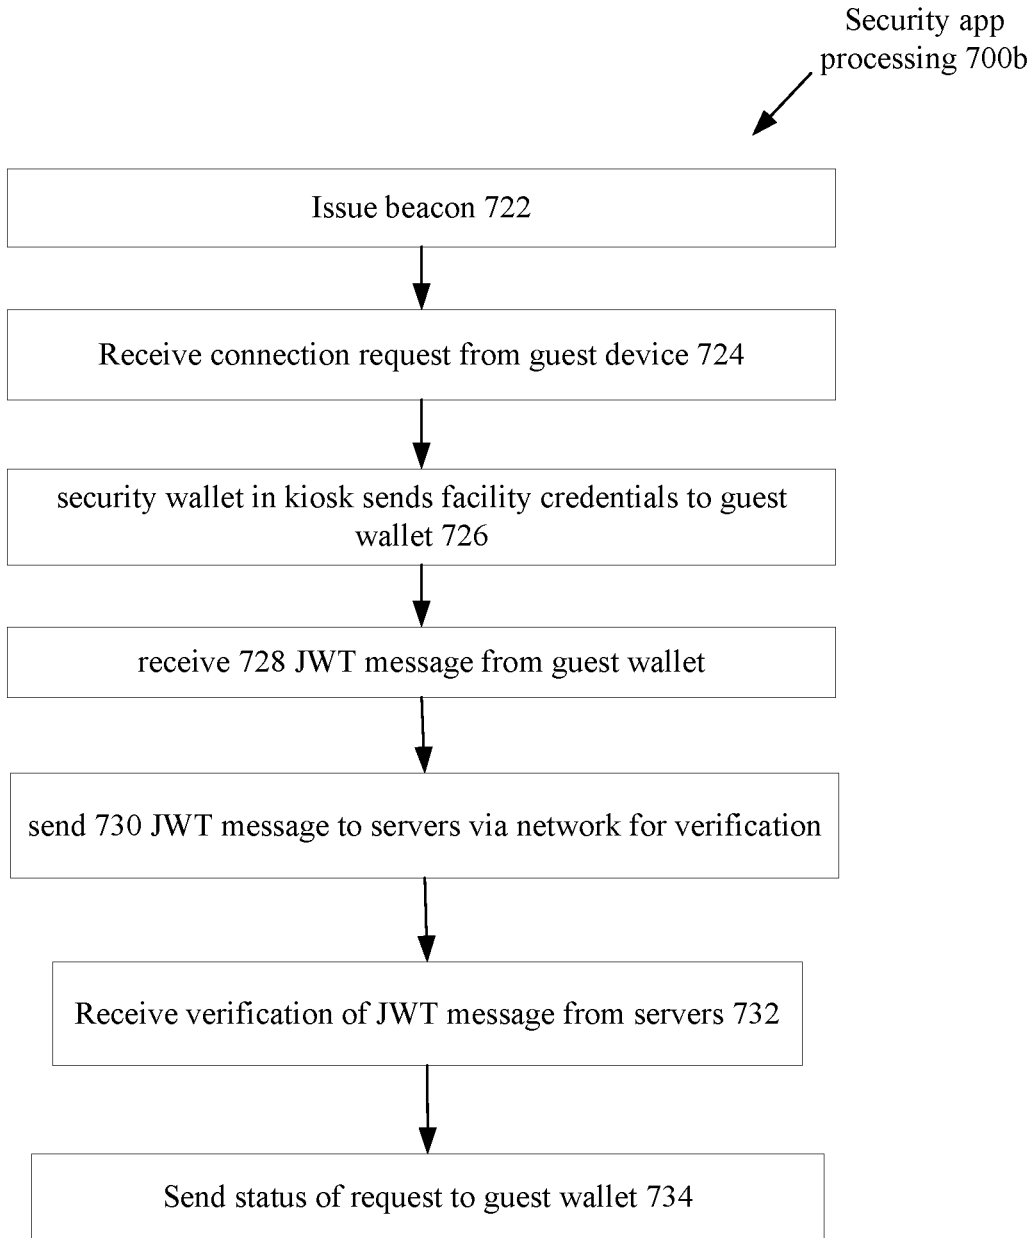 Security app
processing 700b
Issue beacon 722
Receive connection request from guest device 724
security wallet in kiosk sends facility credentials to guest
wallet 726
receive 728 JWT message from guest wallet
send 730 JWT message to servers via network for verification
Receive verification of JWT message from servers 732
Send status of request to guest wallet 734